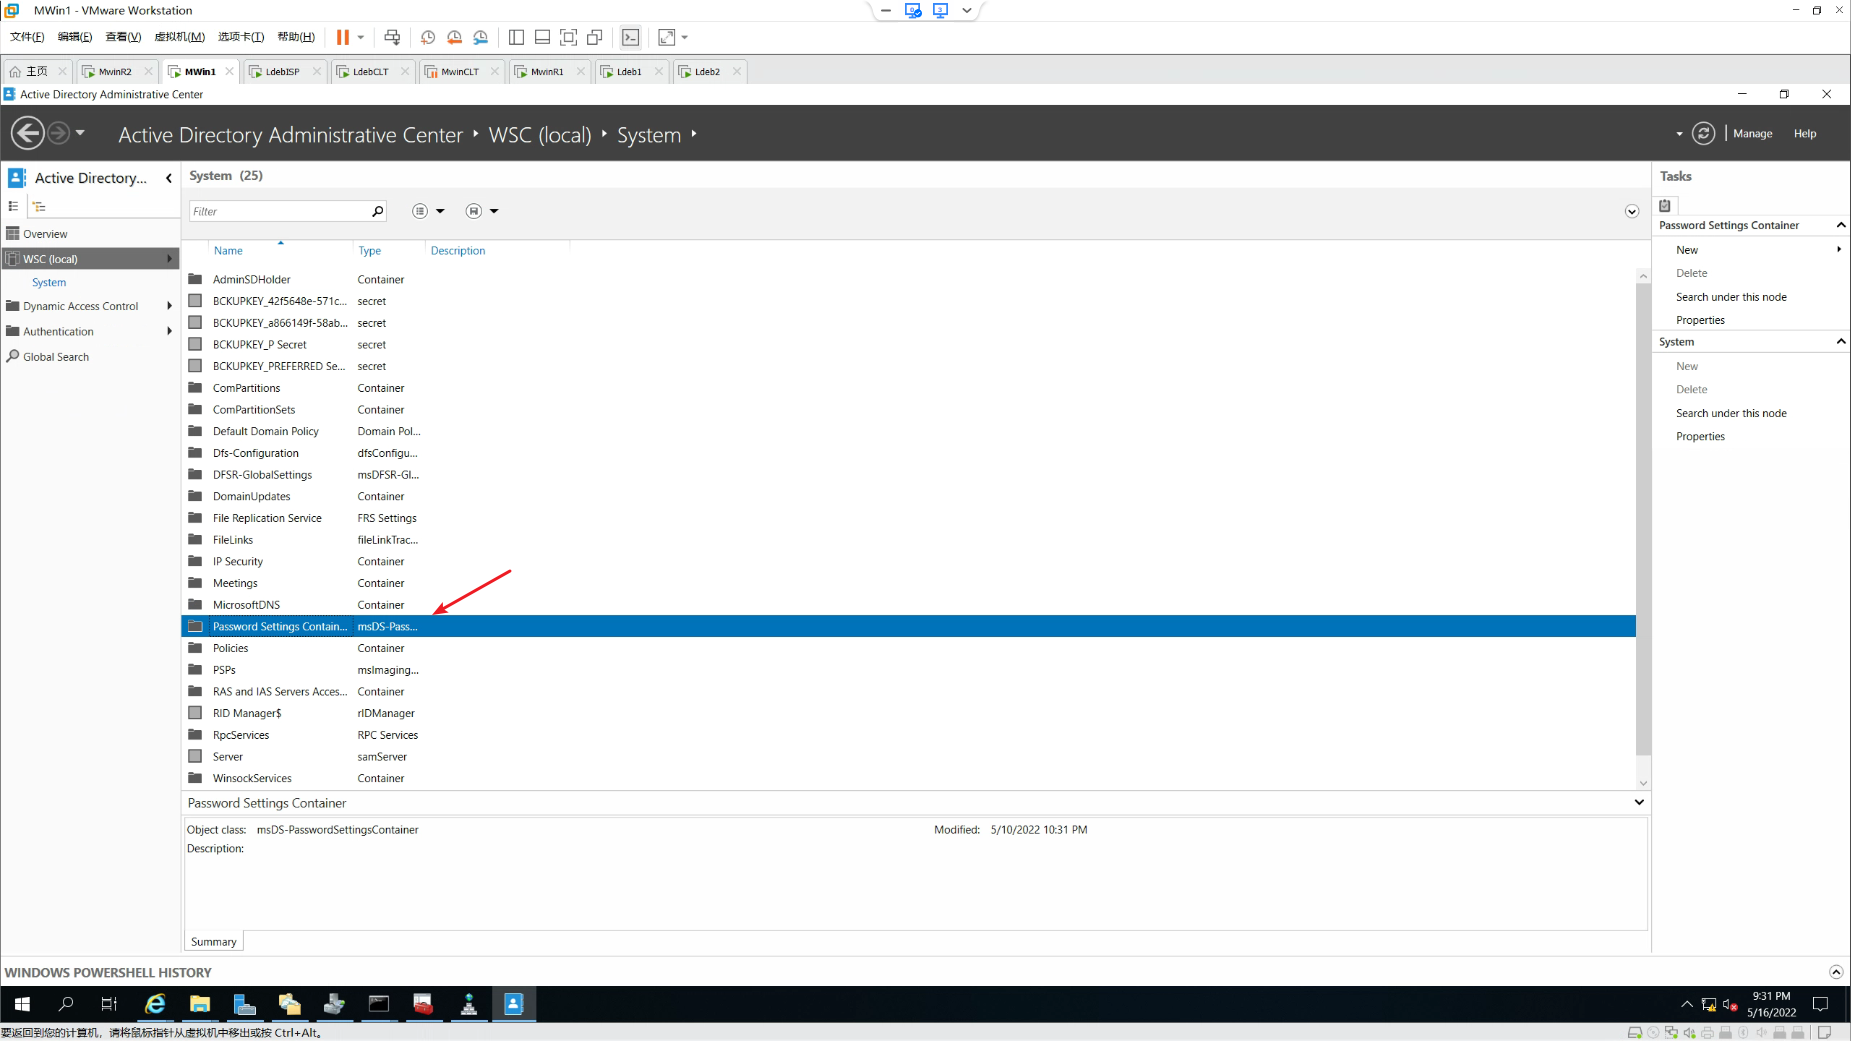 MWin1 - VMware Workstation
文件(F) 编辑(E) 查看(V) 虚拟机(M) 选项卡(T) 帮助(H)
主页 MwinR2 MWin1 LdebISP LdebCLT MwinCLT MwinR1 Ldeb1 Ldeb2
Active Directory Administrative Center
Active Directory Administrative Center WSC (local) System
Manage Help
Active Directory...
Overview
WSC (local)
System
Dynamic Access Control
Authentication
Global Search
System (25)
Filter
Name Type Description
AdminSDHolder Container
BCKUPKEY_42f5648e-571c... secret
BCKUPKEY_a866149f-58ab... secret
BCKUPKEY_P Secret secret
BCKUPKEY_PREFERRED Se... secret
ComPartitions Container
ComPartitionSets Container
Default Domain Policy Domain Pol...
Dfs-Configuration dfsConfigu...
DFSR-GlobalSettings msDFSR-Gl...
DomainUpdates Container
File Replication Service FRS Settings
FileLinks fileLinkTrac...
IP Security Container
Meetings Container
MicrosoftDNS Container
Password Settings Contain... msDS-Pass...
Policies Container
PSPs msImaging...
RAS and IAS Servers Acces... Container
RID Manager$ rIDManager
RpcServices RPC Services
Server samServer
WinsockServices Container
Password Settings Container
Object class: msDS-PasswordSettingsContainer Modified: 5/10/2022 10:31 PM
Description:
Summary
Tasks
Password Settings Container
New
Delete
Search under this node
Properties
System
New
Delete
Search under this node
Properties
WINDOWS POWERSHELL HISTORY
9:31 PM
5/16/2022
要返回到您的计算机，请将鼠标指针从虚拟机中移出或按 Ctrl+Alt。